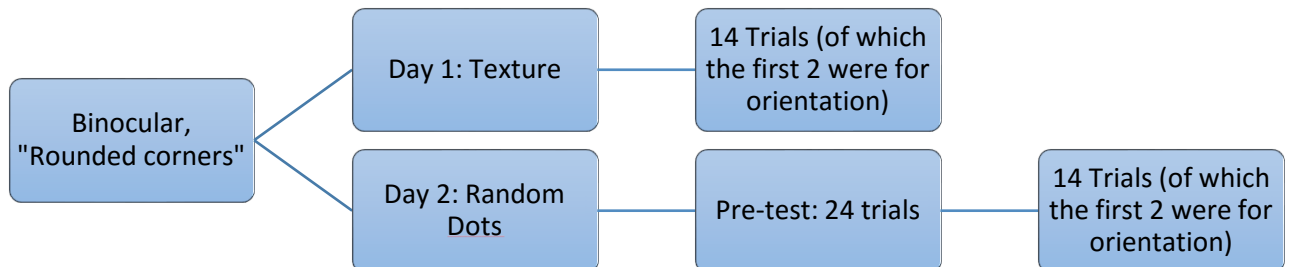 Binocular,
"Rounded corners"
Day 1: Texture
14 Trials (of which
the first 2 were for
orientation)
Day 2: Random
Dots
Pre-test: 24 trials
14 Trials (of which
the first 2 were for
orientation)